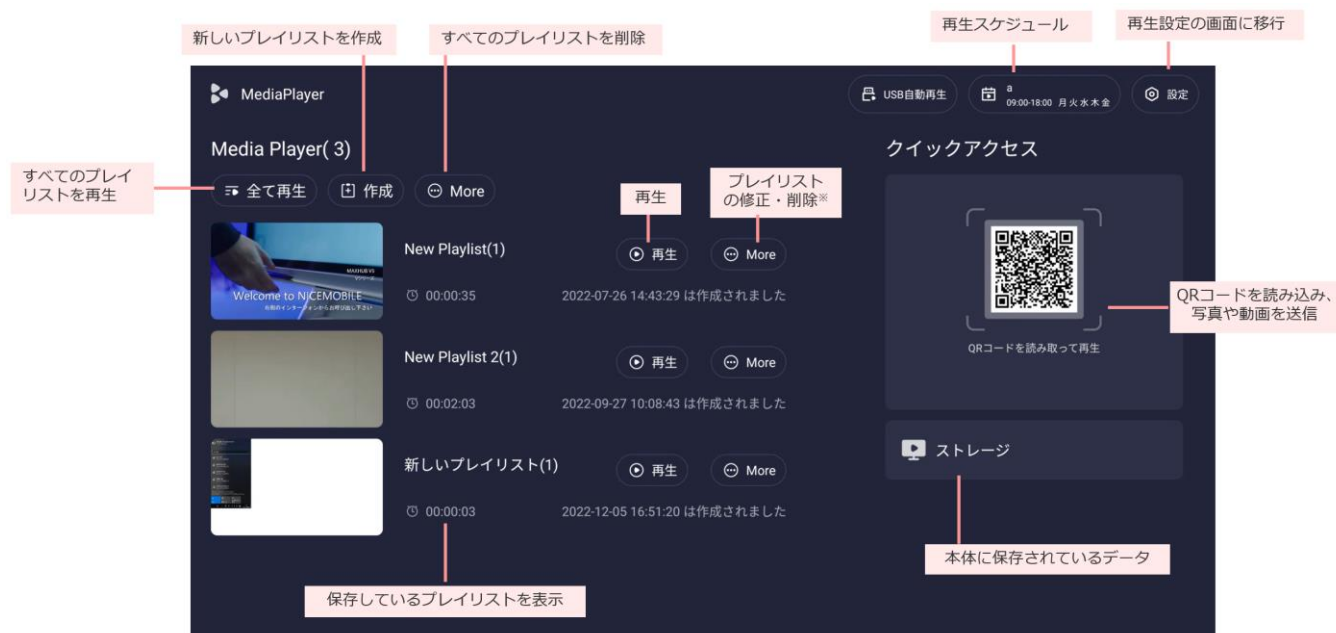 新しいプレイリストを作成
すべてのプレイリストを削除
再生スケジュール
再生設定の画面に移行
MediaPlayer
USB自動再生
a
09:00-18:00 月火水木金
設定
Media Player( 3)
クイックアクセス
すべてのプレイ
リストを再生
全て再生
作成
More
再生
プレイリスト
の修正・削除※
New Playlist(1)
再生
More
MAXHUB V5
Welcome to NICEMOBILE
00:00:35
2022-07-26 14:43:29 は作成されました
QRコードを読み込み、
写真や動画を送信
QRコードを読み取って再生
New Playlist 2(1)
再生
More
00:02:03
2022-09-27 10:08:43 は作成されました
ストレージ
新しいプレイリスト(1)
再生
More
00:00:03
2022-12-05 16:51:20 は作成されました
本体に保存されているデータ
保存しているプレイリストを表示